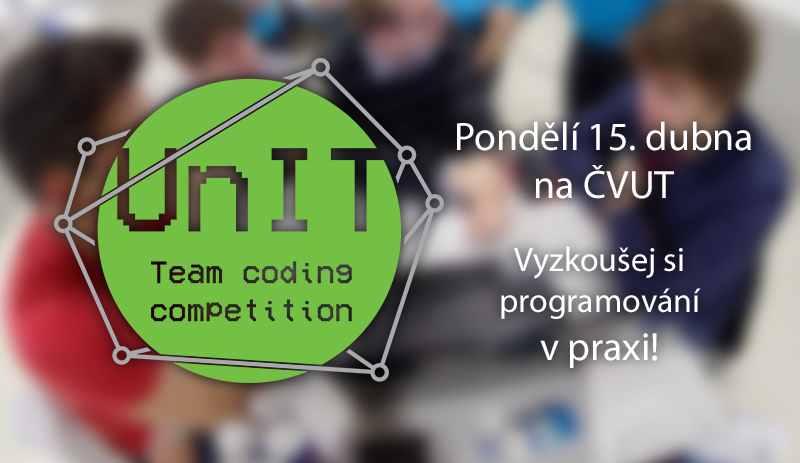 UnIT
Team coding
competition
Pondělí 15. dubna
na ČVUT
Vyzkoušej si
programování
v praxi!